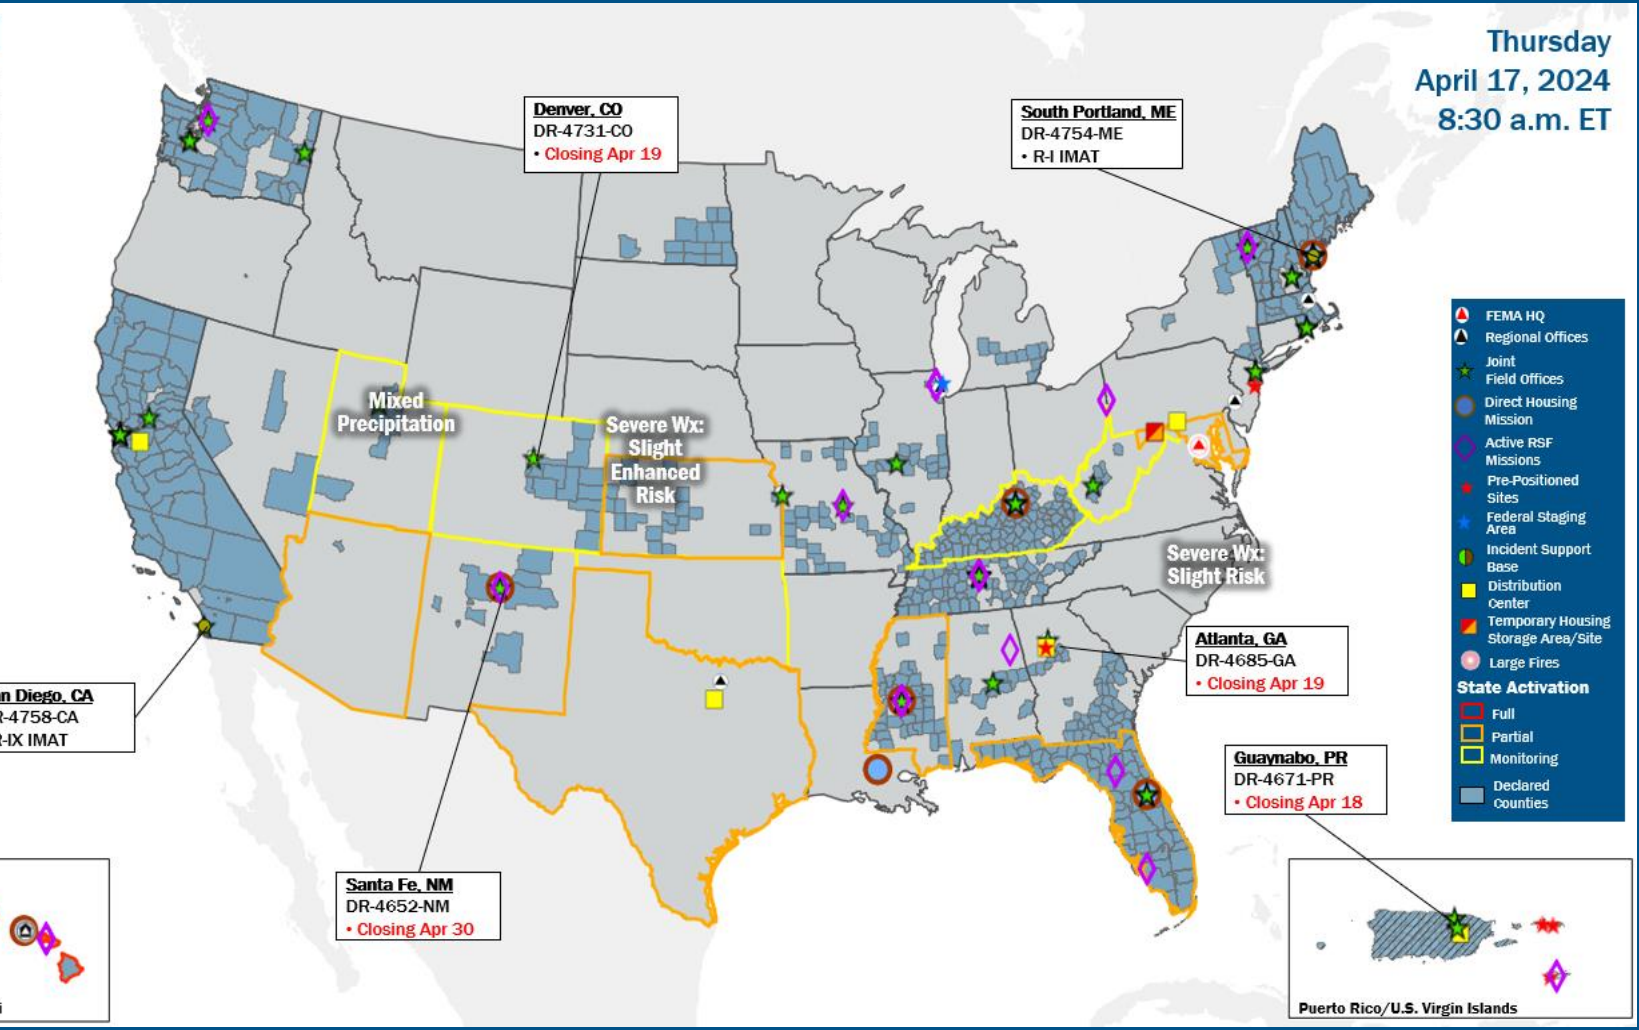 Thursday
April 17, 2024
8:30 a.m. ET
Denver, CO
DR-4731-CO
• Closing Apr 19
South Portland, ME
DR-4754-ME
• R-I IMAT
Mixed
Precipitation
Severe Wx:
Slight
Enhanced
Risk
Severe Wx:
Slight Risk
Atlanta, GA
DR-4685-GA
• Closing Apr 19
n Diego, CA
R-4758-CA
R-IX IMAT
Guaynabo, PR
DR-4671-PR
• Closing Apr 18
Santa Fe, NM
DR-4652-NM
• Closing Apr 30
FEMA HQ
Regional Offices
Joint
Field Offices
Direct Housing
Mission
Active RSF
Missions
Pre-Positioned
Sites
Federal Staging
Area
Incident Support
Base
Distribution
Center
Temporary Housing
Storage Area/Site
Large Fires
State Activation
Full
Partial
Monitoring
Declared
Counties
Puerto Rico/U.S. Virgin Islands
i